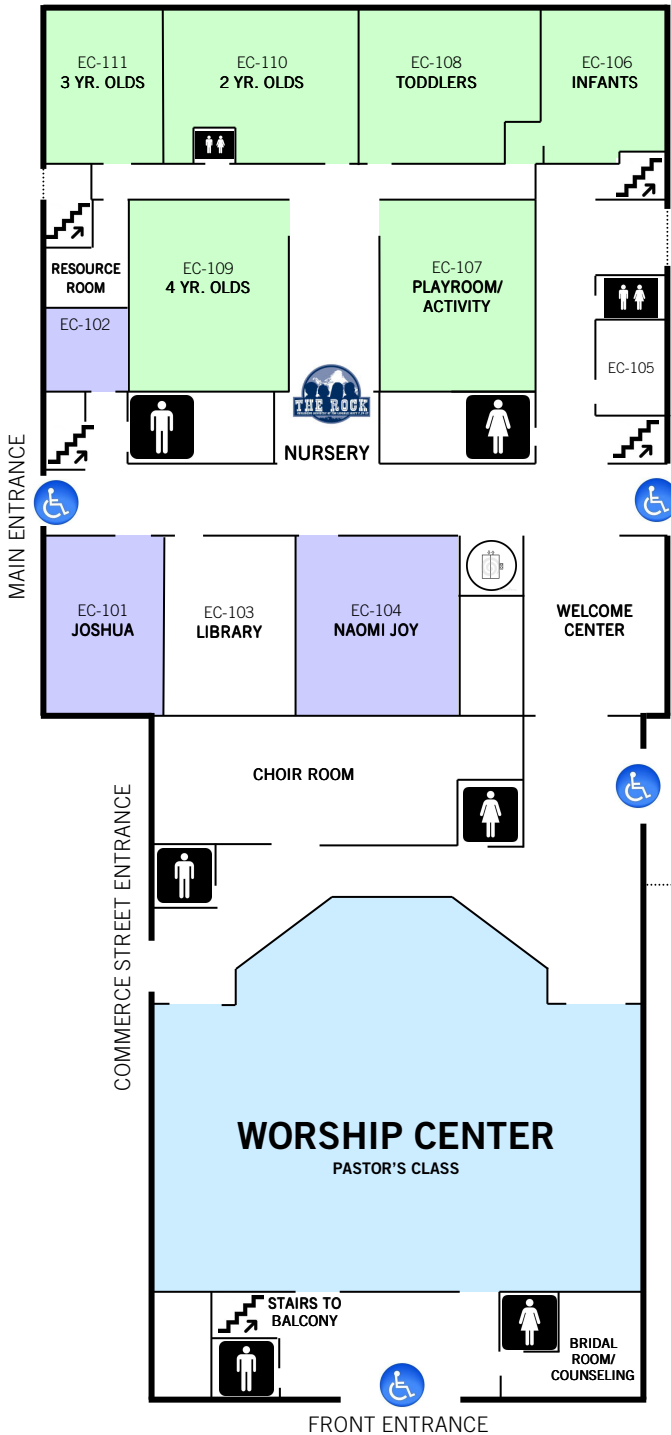 EC-111
3 YR. OLDS
EC-110
2 YR. OLDS
EC-108
TODDLERS
EC-106
INFANTS
RESOURCE
ROOM
EC-109
4 YR. OLDS
EC-107
PLAYROOM/
ACTIVITY
EC-102
EC-105
THE ROCK
NURSERY
MAIN ENTRANCE
EC-101
JOSHUA
EC-103
LIBRARY
EC-104
NAOMI JOY
WELCOME
CENTER
CHOIR ROOM
COMMERCE STREET ENTRANCE
WORSHIP CENTER
PASTOR'S CLASS
STAIRS TO
BALCONY
BRIDAL
ROOM/
COUNSELING
FRONT ENTRANCE